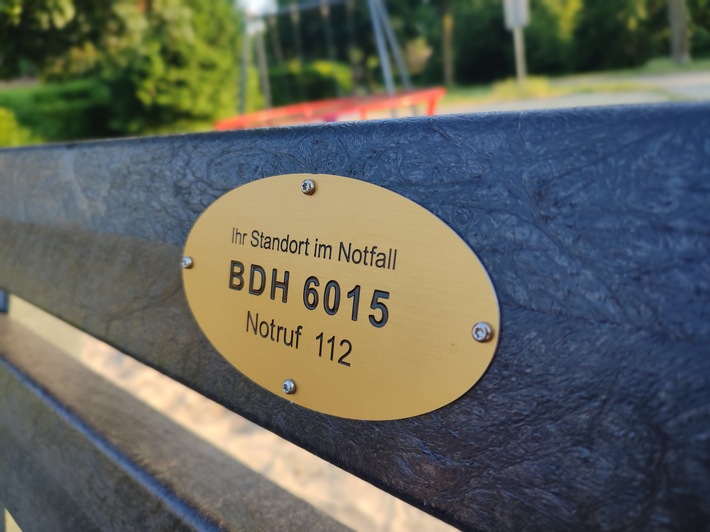 Ihr Standort im Notfall
BDH 6015
Notruf 112